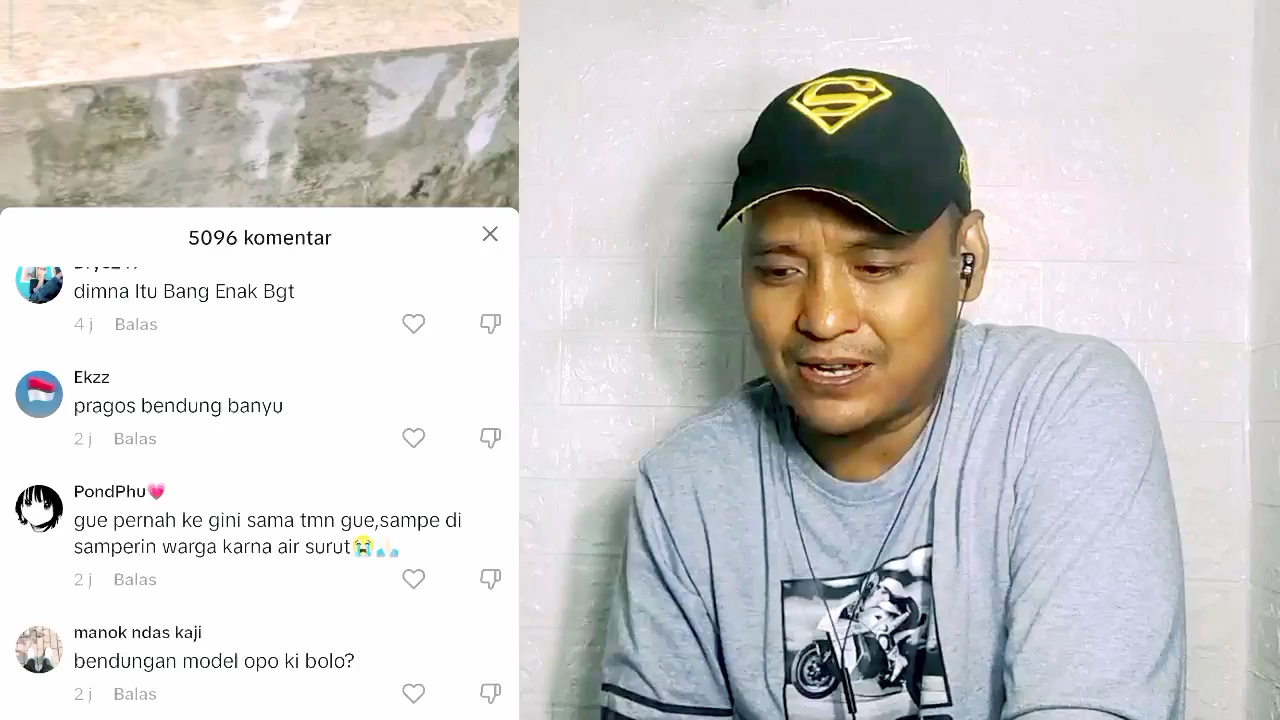 5096 komentar
dimna Itu Bang Enak Bgt
4 j Balas
Ekzz
pragos bendung banyu
2 j Balas
PondPhu💗
gue pernah ke gini sama tmn gue,sampe di
samperin warga karna air surut😭🙏🏻
2 j Balas
manok ndas kaji
bendungan model opo ki bolo?
2 j Balas
S